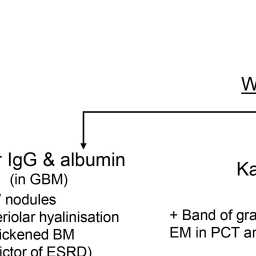 W
r IgG & albumin
(in GBM)
nodules
eriolar hyalinisation
ickened BM
ictor of ESRD)
Ka
+ Band of gra
EM in PCT an